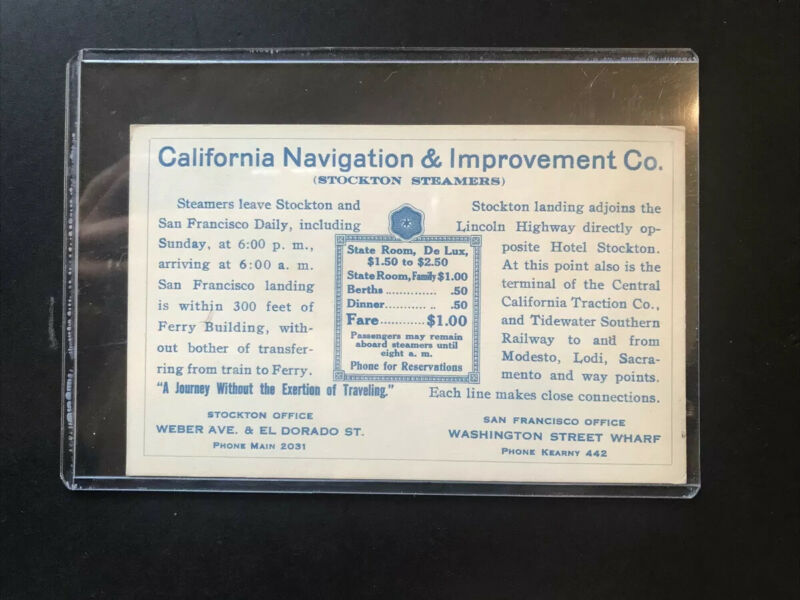 California Navigation & Improvement Co.
(STOCKTON STEAMERS)
Steamers leave Stockton and
San Francisco Daily, including
Sunday, at 6:00 p. m.,
arriving at 6:00 a. m.
San Francisco landing
is within 300 feet of
Ferry Building, with-
out bother of transfer-
ring from train to Ferry.
"A Journey Without the Exertion of Traveling."
State Room, De Lux,
$1.50 to $2.50
State Room, Family $1.00
Berths .............. .50
Dinner ............ .50
Fare ............ $1.00
Passengers may remain
aboard steamers until
eight a. m.
Phone for Reservations
Stockton landing adjoins the
Lincoln Highway directly op-
posite Hotel Stockton.
At this point also is the
terminal of the Central
California Traction Co.,
and Tidewater Southern
Railway to and from
Modesto, Lodi, Sacra-
mento and way points.
Each line makes close connections.
STOCKTON OFFICE
WEBER AVE. & EL DORADO ST.
PHONE MAIN 2031
SAN FRANCISCO OFFICE
WASHINGTON STREET WHARF
PHONE KEARNY 442